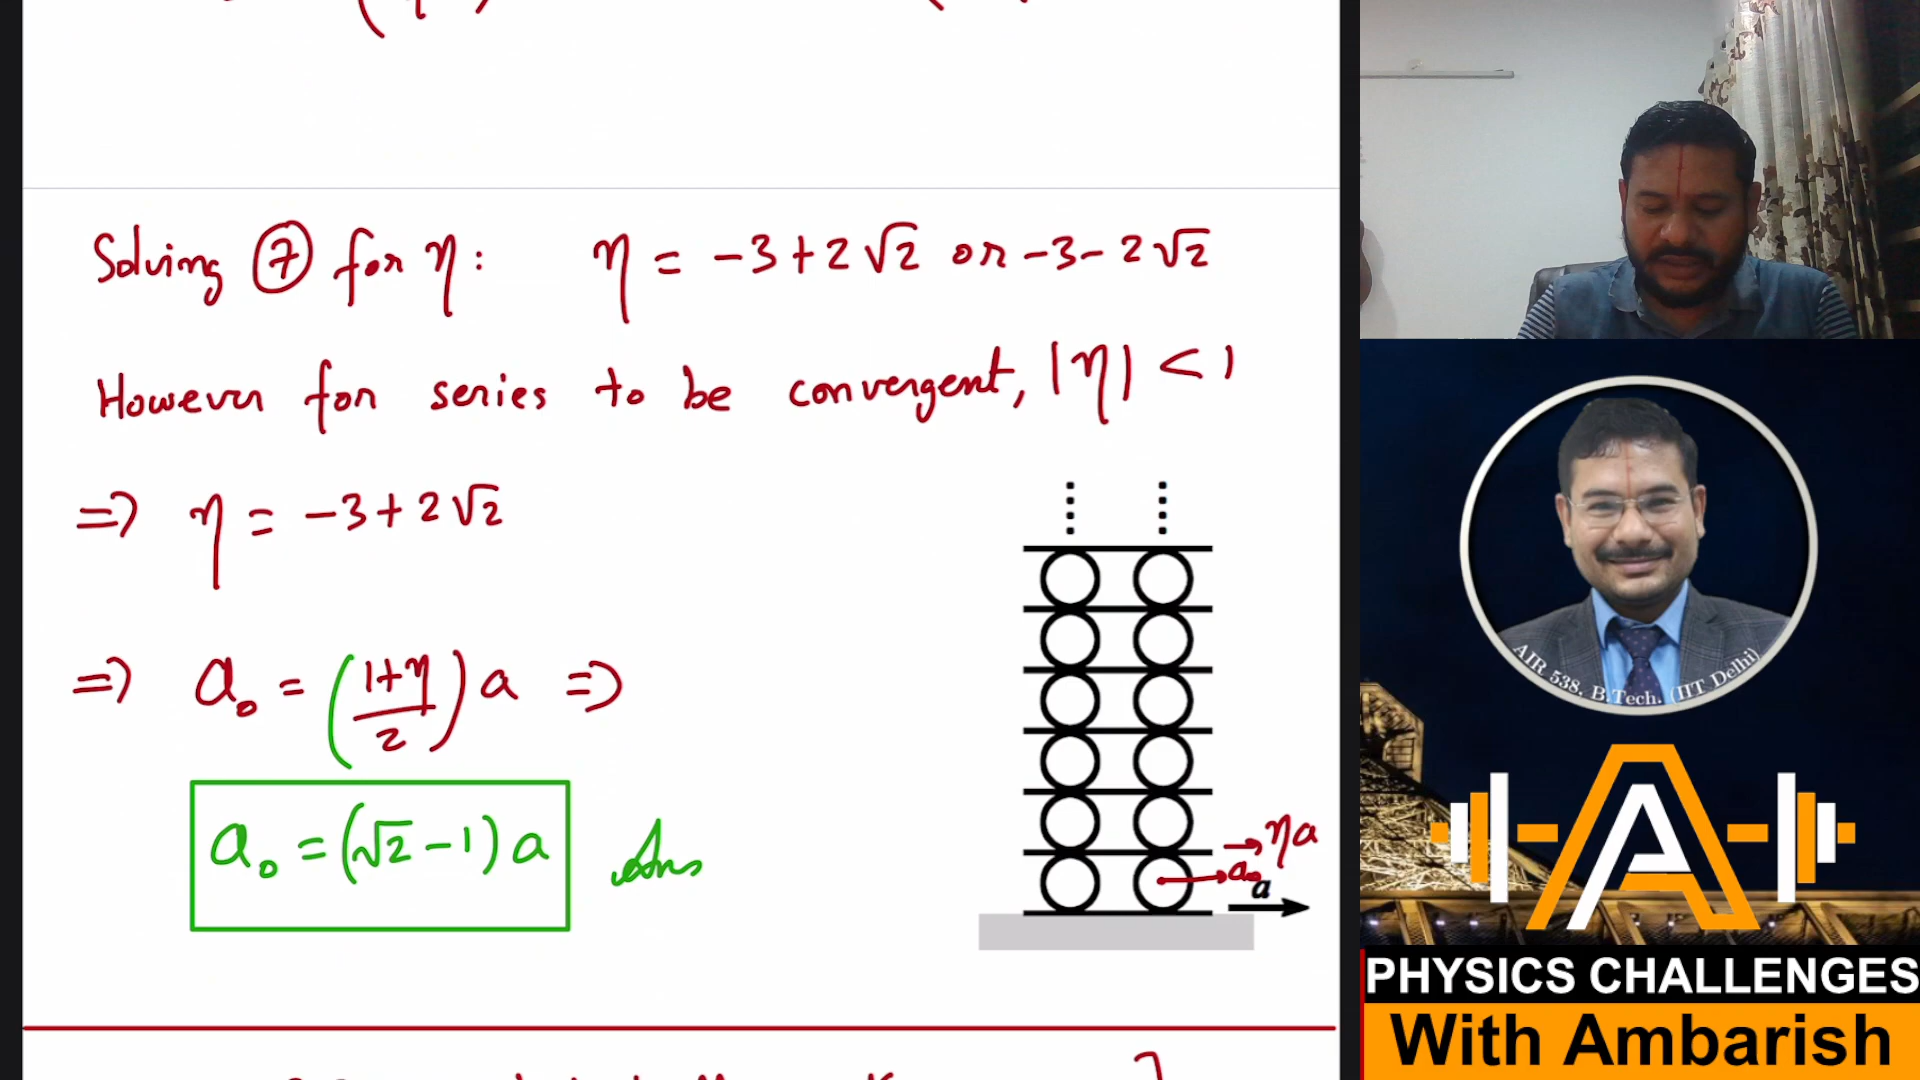 Solving ⑦ for η : η = -3+2√2 or -3-2√2
However for series to be convergent, |η| < 1
⇒ η = -3+2√2
⇒ a₀ = (1+η/2) a ⇒
a₀ = (√2 - 1) a Ans
ηa
a₀
a
AIR 538, B.Tech. (IIT Delhi)
A
PHYSICS CHALLENGES
With Ambarish